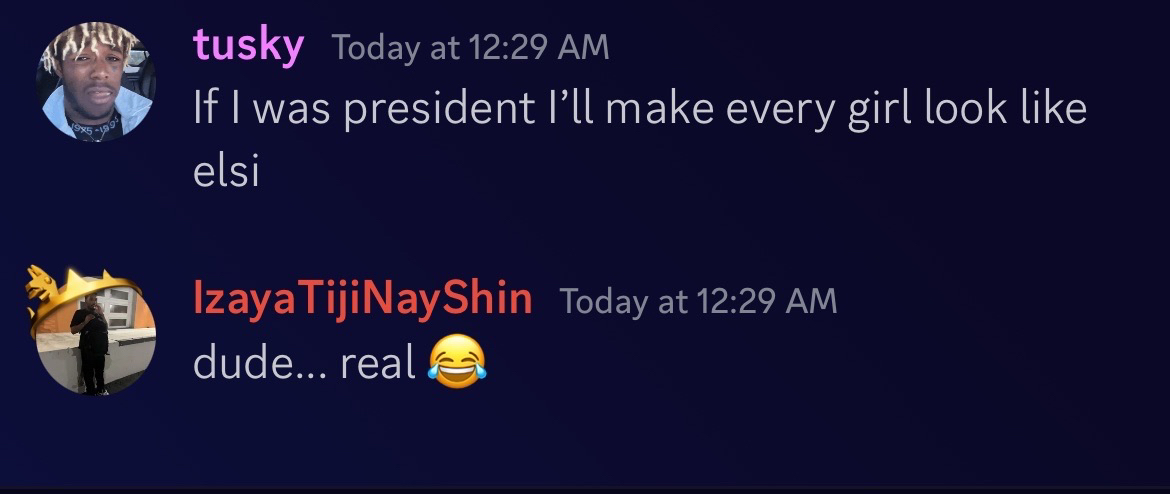 tusky Today at 12:29 AM
If I was president I’ll make every girl look like
elsi
IzayaTijiNayShin Today at 12:29 AM
dude... real 😂